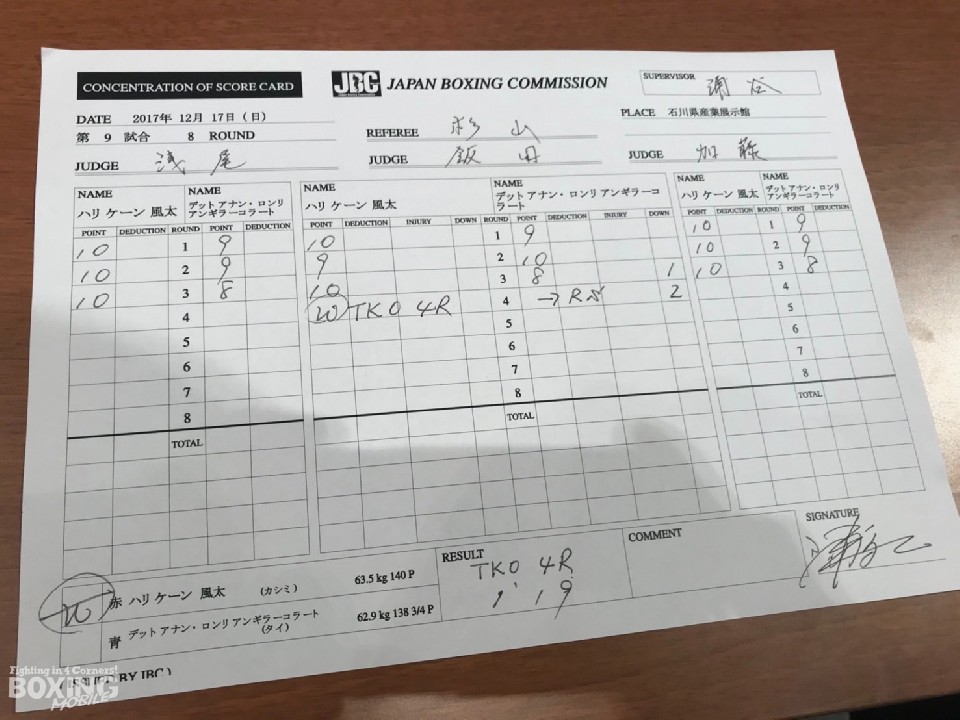 CONCENTRATION OF SCORE CARD
JBC JAPAN BOXING COMMISSION
SUPERVISOR
DATE 2017年 12月 17日(日)
PLACE 石川県産業展示館
第 9 試合 8 ROUND
REFEREE 杉山
JUDGE 浅尾
JUDGE 飯田
JUDGE 加藤
NAME ハリケーン 風太
NAME デットアナン・ロンリアンギラーコラート
NAME ハリケーン 風太
NAME デットアナン・ロンリアンギラーコラート
NAME ハリケーン 風太
NAME デットアナン・ロンリアンギラーコラート
POINT DEDUCTION ROUND POINT DEDUCTION
POINT DEDUCTION INJURY DOWN ROUND POINT DEDUCTION INJURY DOWN
POINT DEDUCTION ROUND POINT DEDUCTION
10 1 9 10 1 9 10 1 9
10 2 9 9 2 10 10 2 9
10 3 8 10 3 8 1 10 3 8
4 W TKO 4R 4 2 4
5 5 5
6 6 6
7 7 7
8 8 8
TOTAL TOTAL TOTAL
W 赤 ハリケーン 風太 (カシミ) 63.5 kg 140 P
青 デットアナン・ロンリアンギラーコラート (タイ) 62.9 kg 138 3/4 P
RESULT
TKO 4R
1 19
COMMENT
SIGNATURE
BY JBC)
Fighting in 4 Corners!
BOXING
MOBILE